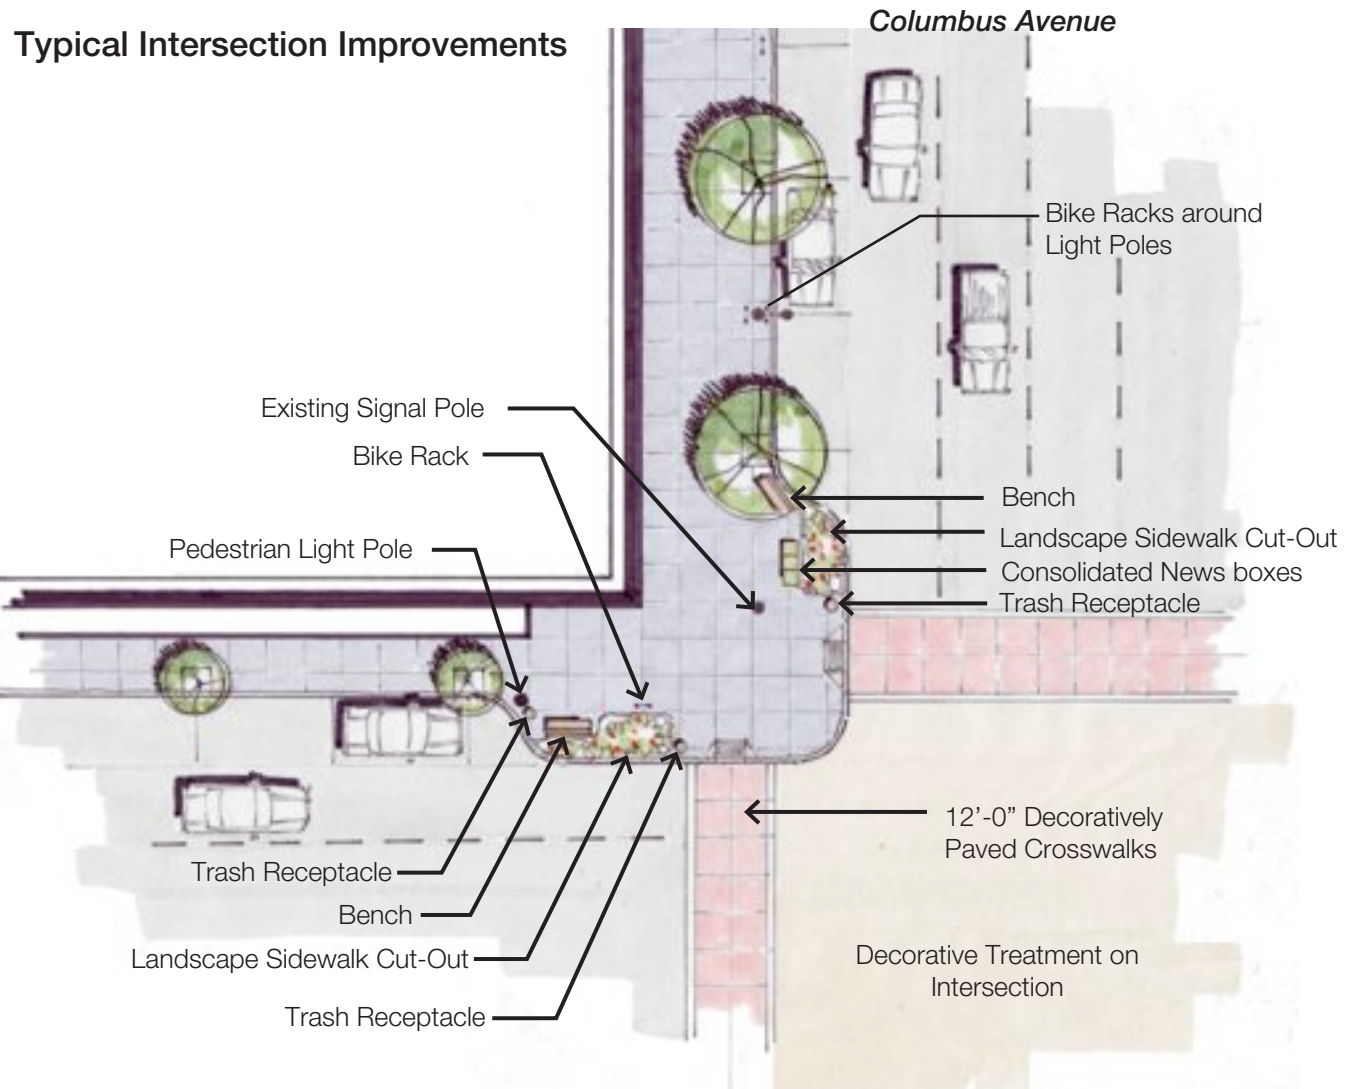 Columbus Avenue
Typical Intersection Improvements
Bike Racks around
Light Poles
Existing Signal Pole
Bike Rack
Bench
Landscape Sidewalk Cut-Out
Pedestrian Light Pole
Consolidated News boxes
Trash Receptacle
12’-0” Decoratively
Paved Crosswalks
Trash Receptacle
Bench
Landscape Sidewalk Cut-Out
Decorative Treatment on
Intersection
Trash Receptacle